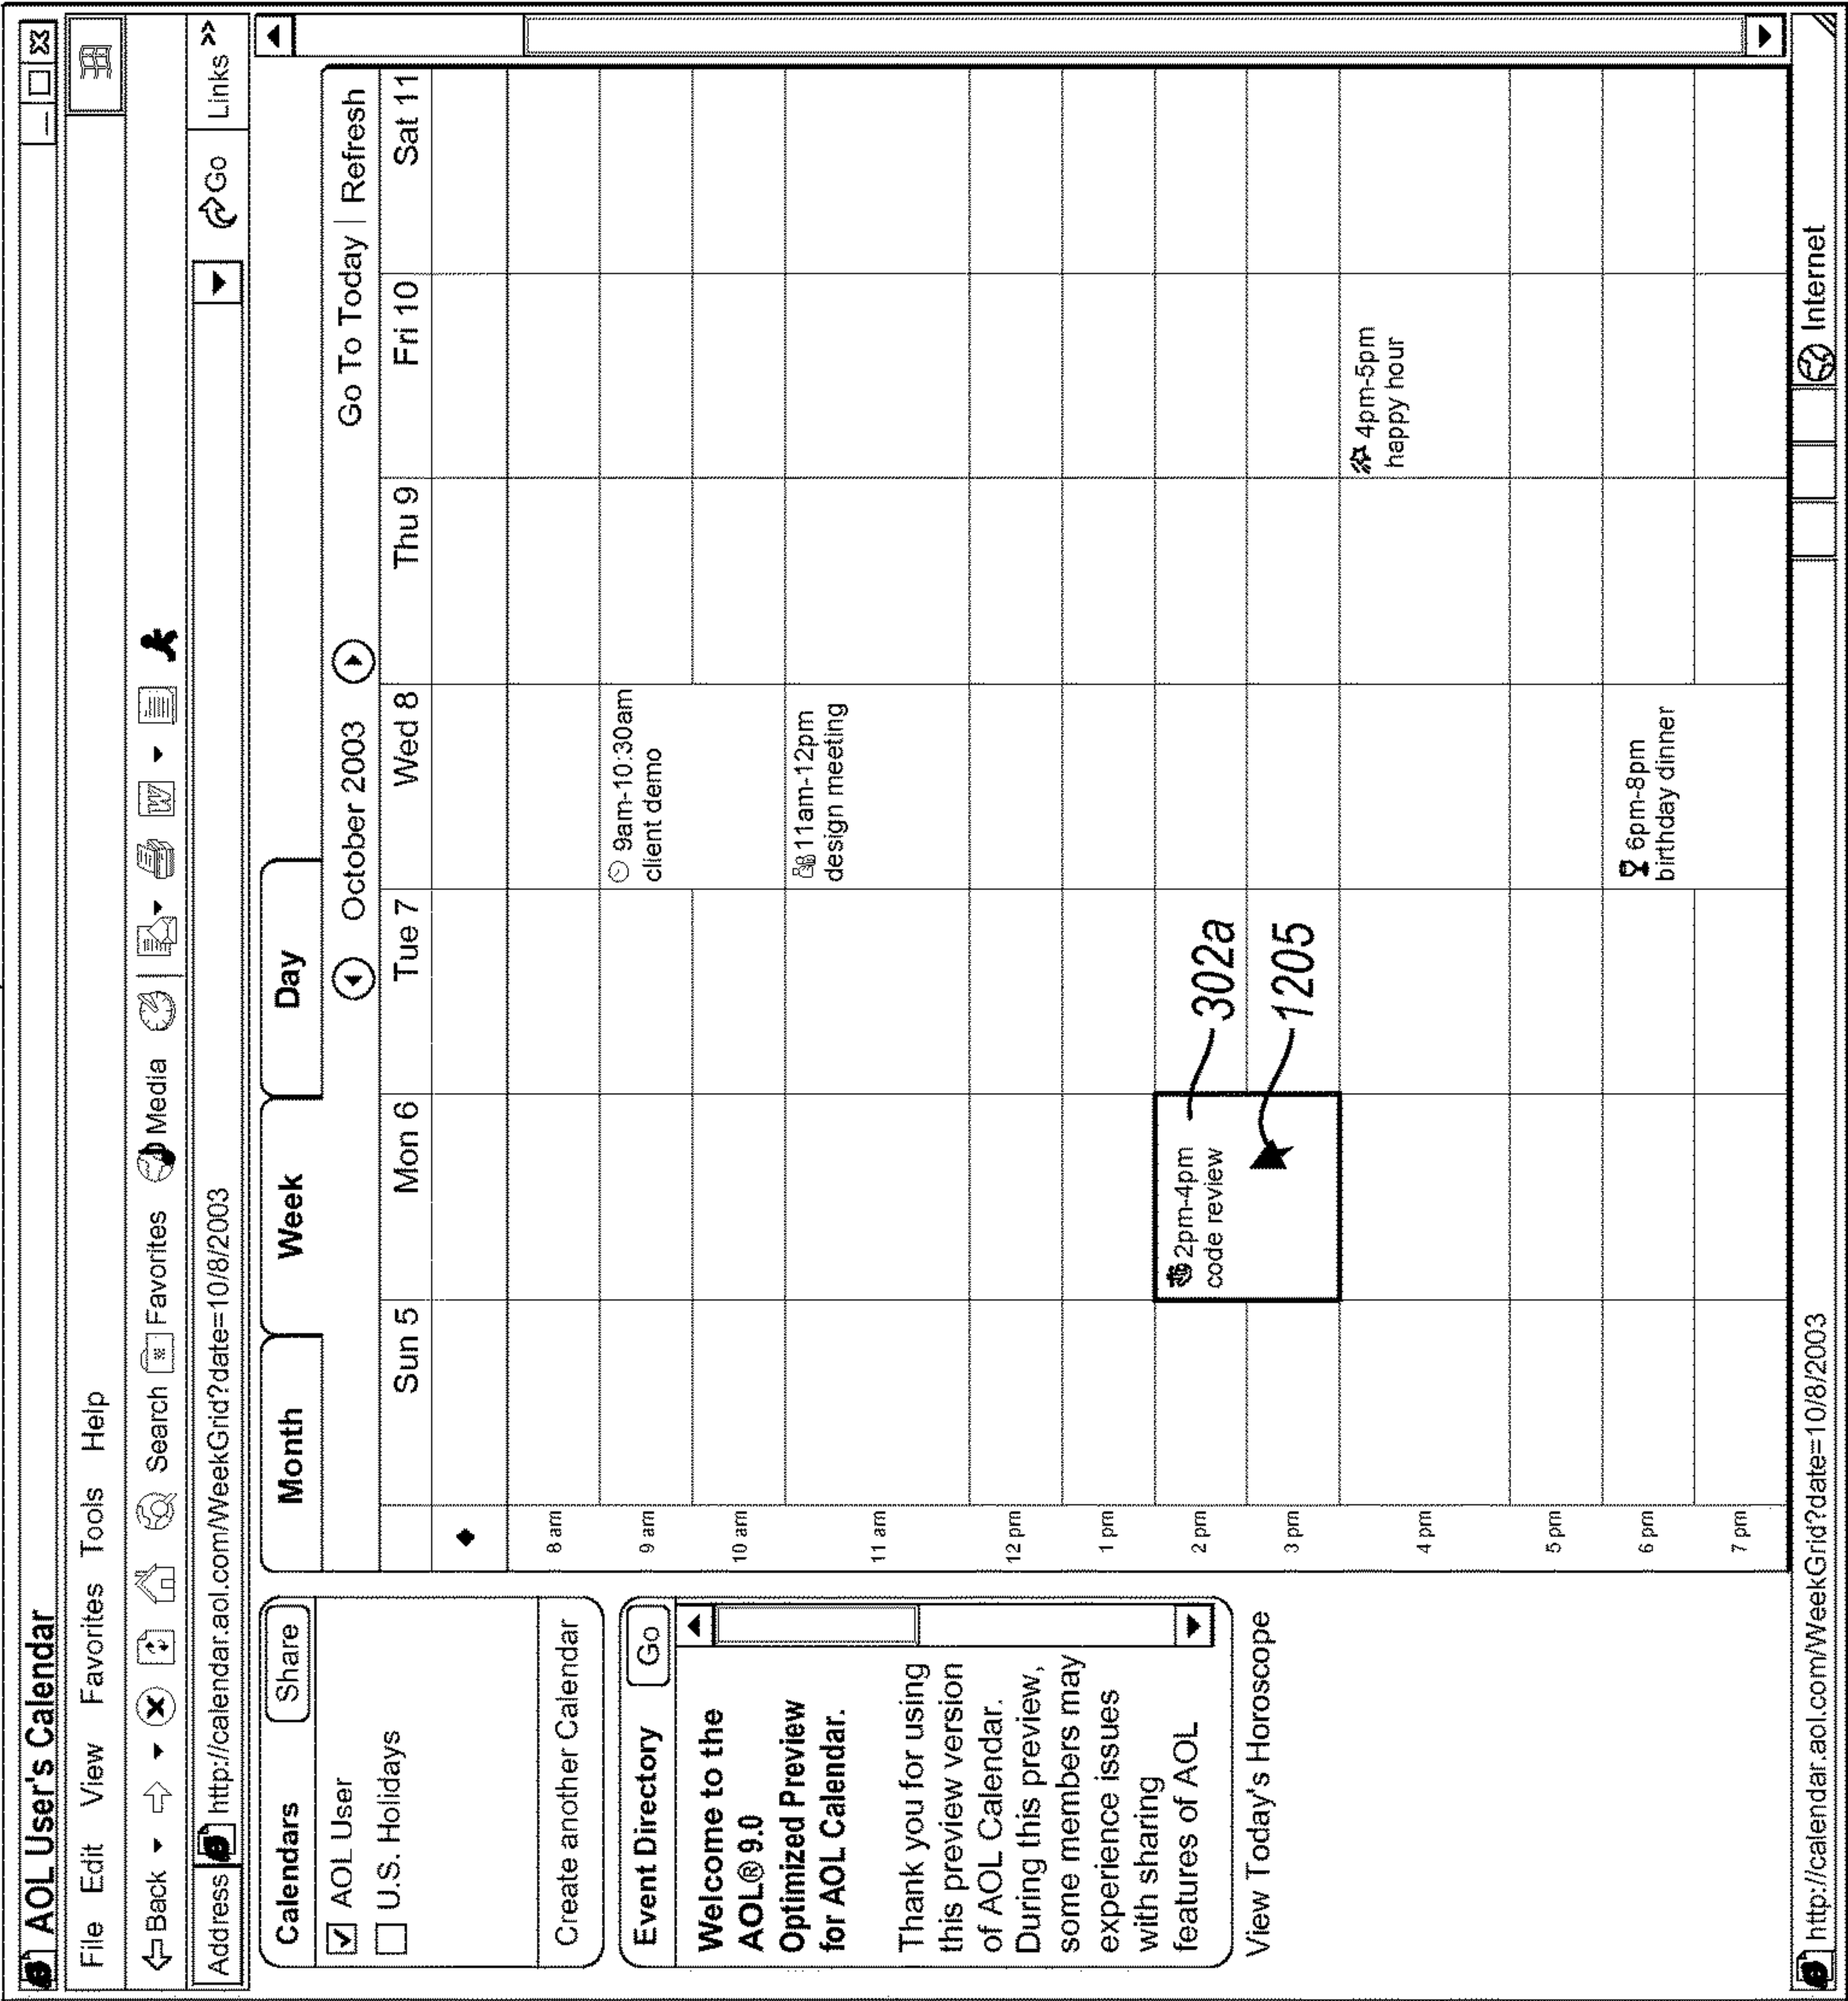 AOL User's Calendar
File Edit View Favorites Tools Help
Back Search Favorites Media
Address http://calendar.aol.com/WeekGrid?date=10/8/2003 Go Links >>
Calendars Share
AOL User
U.S. Holidays
Create another Calendar
Event Directory Go
Welcome to the
AOL® 9.0
Optimized Preview
for AOL Calendar.
Thank you for using
this preview version
of AOL Calendar.
During this preview,
some members may
experience issues
with sharing
features of AOL
View Today's Horoscope
Month Week Day
October 2003 Go To Today | Refresh
Sun 5 Mon 6 Tue 7 Wed 8 Thu 9 Fri 10 Sat 11
8 am
9 am
9am-10:30am
client demo
10 am
11 am
11am-12pm
design meeting
12 pm
1 pm
2 pm
2pm-4pm
code review
302a
3 pm
1205
4 pm
4pm-5pm
happy hour
5 pm
6 pm
6pm-8pm
birthday dinner
7 pm
http://calendar.aol.com/WeekGrid?date=10/8/2003 Internet